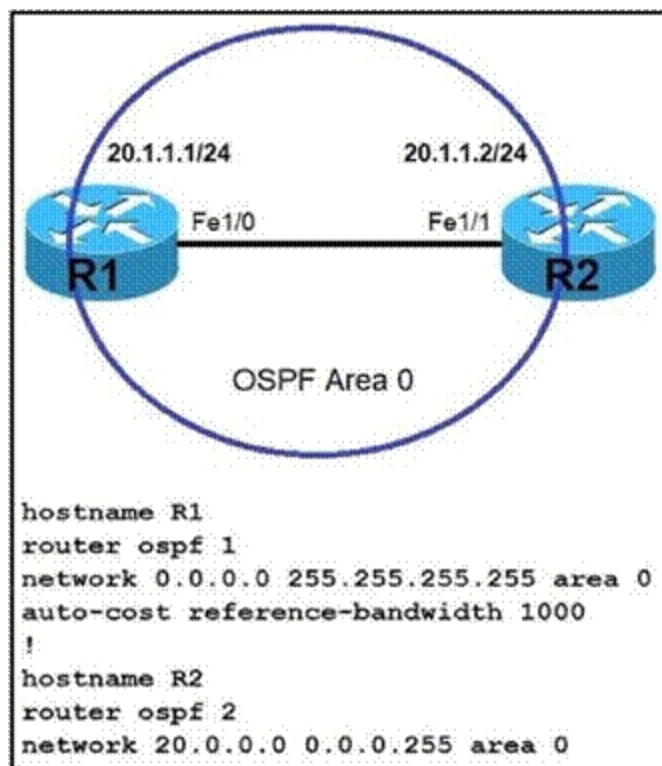 20.1.1.1/24 20.1.1.2/24
Fe1/0 Fe1/1
R1 R2
OSPF Area 0
hostname R1
router ospf 1
network 0.0.0.0 255.255.255.255 area 0
auto-cost reference-bandwidth 1000
!
hostname R2
router ospf 2
network 20.0.0.0 0.0.0.255 area 0